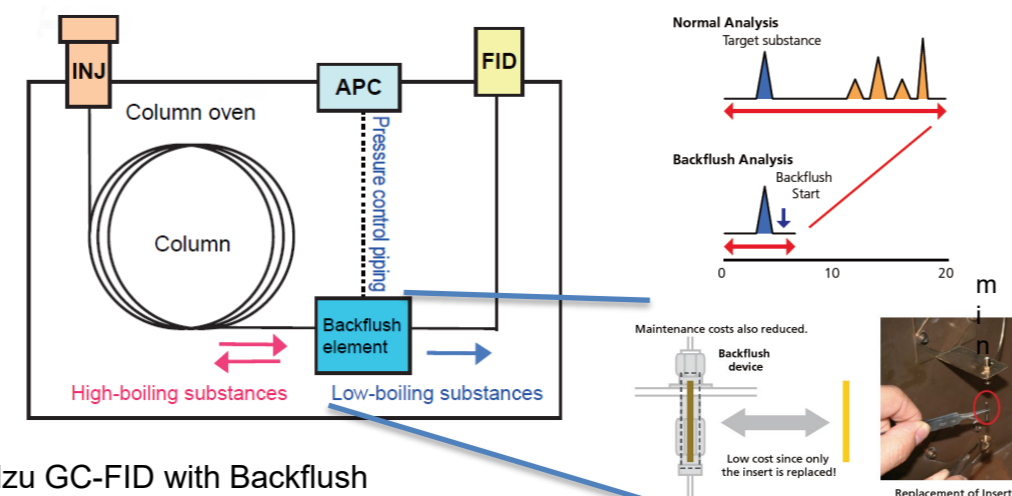 INJ
APC
FID
Column oven
Pressure control piping
Column
Backflush
element
High-boiling substances
Low-boiling substances
Normal Analysis
Target substance
Backflush Analysis
Backflush
Start
0 10 20
m
i
n
Maintenance costs also reduced.
Backflush
device
Low cost since only
the insert is replaced!
Replacement of Insert
GC-FID with Backflush